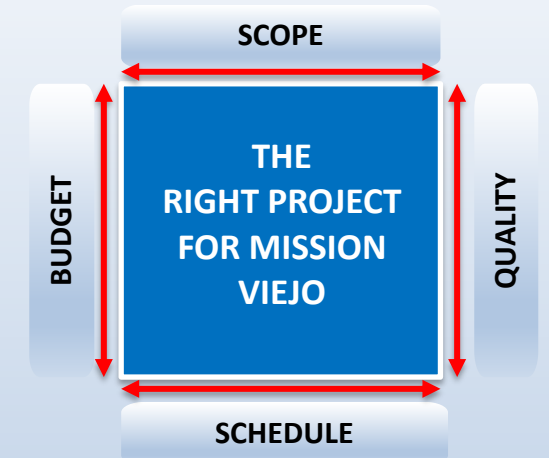 SCOPE
BUDGET
THE
RIGHT PROJECT
FOR MISSION
VIEJO
QUALITY
SCHEDULE